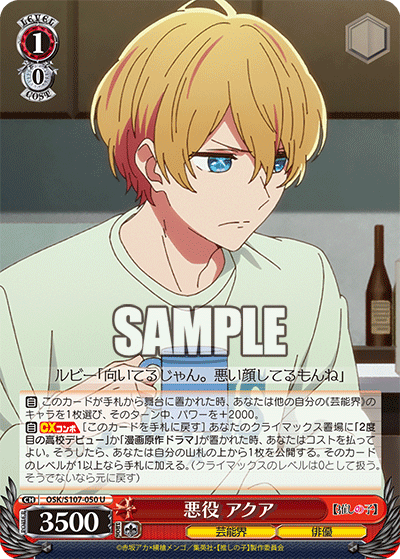 LEVEL
1
0
COST
SAMPLE
ルビー「向いてるじゃん。悪い顔してるもんね」
自 このカードが手札から舞台に置かれた時、あなたは他の自分の《芸能界》の
キャラを1枚選び、そのターン中、パワーを+2000。
自 CXコンボ [このカードを手札に戻す] あなたのクライマックス置場に「2度
目の高校デビュー」か「漫画原作ドラマ」が置かれた時、あなたはコストを払ってよ
い。そうしたら、あなたは自分の山札の上から1枚を公開する。そのカード
のレベルが1以上なら手札に加える。(クライマックスのレベルは0として扱う。そ
うでないなら元に戻す)
CH OSK/S107-050 U
3500
悪役 アクア
【推しの子】
芸能界
俳優
©赤坂アカ×横槍メンゴ／集英社・【推しの子】製作委員会